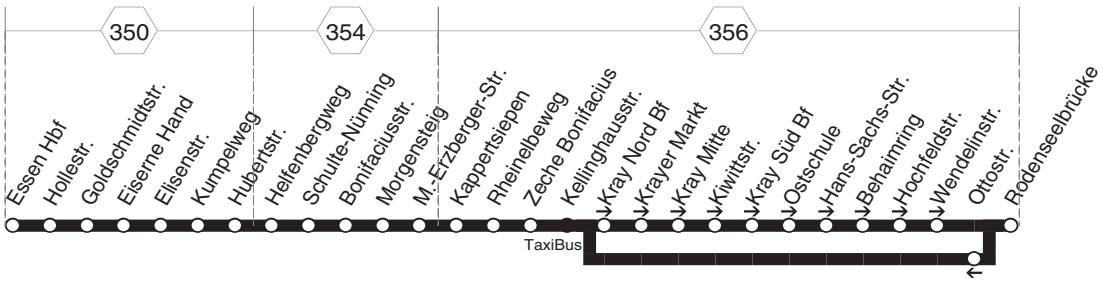 350
354
356
Essen Hbf
Hollestr.
Goldschmidtstr.
Eiserne Hand
Eilsenstr.
Kumpelweg
Hubertstr.
Helfenbergweg
Schulte-Nünning
Bonifaciusstr.
Morgensteig
M.-Erzberger-Str.
Kappertsiepen
Rheinelbeweg
Zeche Bonifacius
Kellinghausstr.
Kray Nord Bf
Krayer Markt
Kray Mitte
Kiwittstr.
Kray Süd Bf
Ostschule
Hans-Sachs-Str.
Behaimring
Hochfeldstr.
Wendelinstr.
Ottostr.
Rodenseelbrücke
TaxiBus